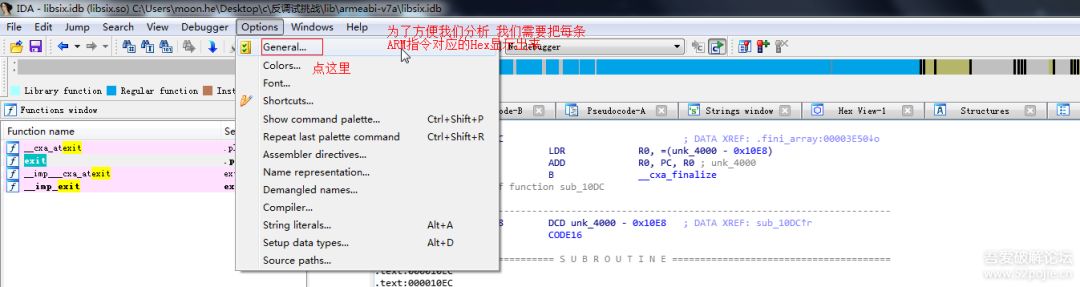 IDA - libsix.idb (libsix.so) C:\Users\moon.he\Desktop\c\反调试挑战\lib\armeabi-v7a\libsix.idb
File Edit Jump Search View Debugger Options Windows Help
为了方便我们分析 我们需要把每条
ARM指令对应的Hex显示出来
No debugger
General...
点这里
Colors...
Font...
Shortcuts...
Show command palette... Ctrl+Shift+P
Repeat last palette command Ctrl+Shift+R
Assembler directives...
Name representation...
Demangled names...
Compiler...
String literals... Alt+A
Setup data types... Alt+D
Source paths...
Library function Regular function Inst
Functions window
Function name Se
__cxa_atexit .pl
exit .p
__imp___cxa_atexit ext
__imp_exit e
code-B Pseudocode-A Strings window Hex View-1 Structures
C ; DATA XREF: .fini_array:00003E50↓o
LDR R0, =(unk_4000 - 0x10E8)
ADD R0, PC, R0 ; unk_4000
B __cxa_finalize
f function sub_10DC
8 DCD unk_4000 - 0x10E8 ; DATA XREF: sub_10DC↑r
CODE16
S U B R O U T I N E
.text:000010EC
.text:000010EC
吾爱破解论坛
www.52pojie.cn